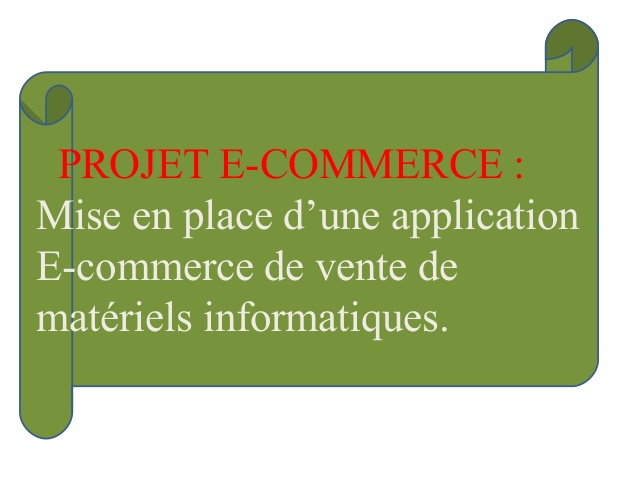 PROJET E-COMMERCE :
Mise en place d’une application
E-commerce de vente de
matériels informatiques.